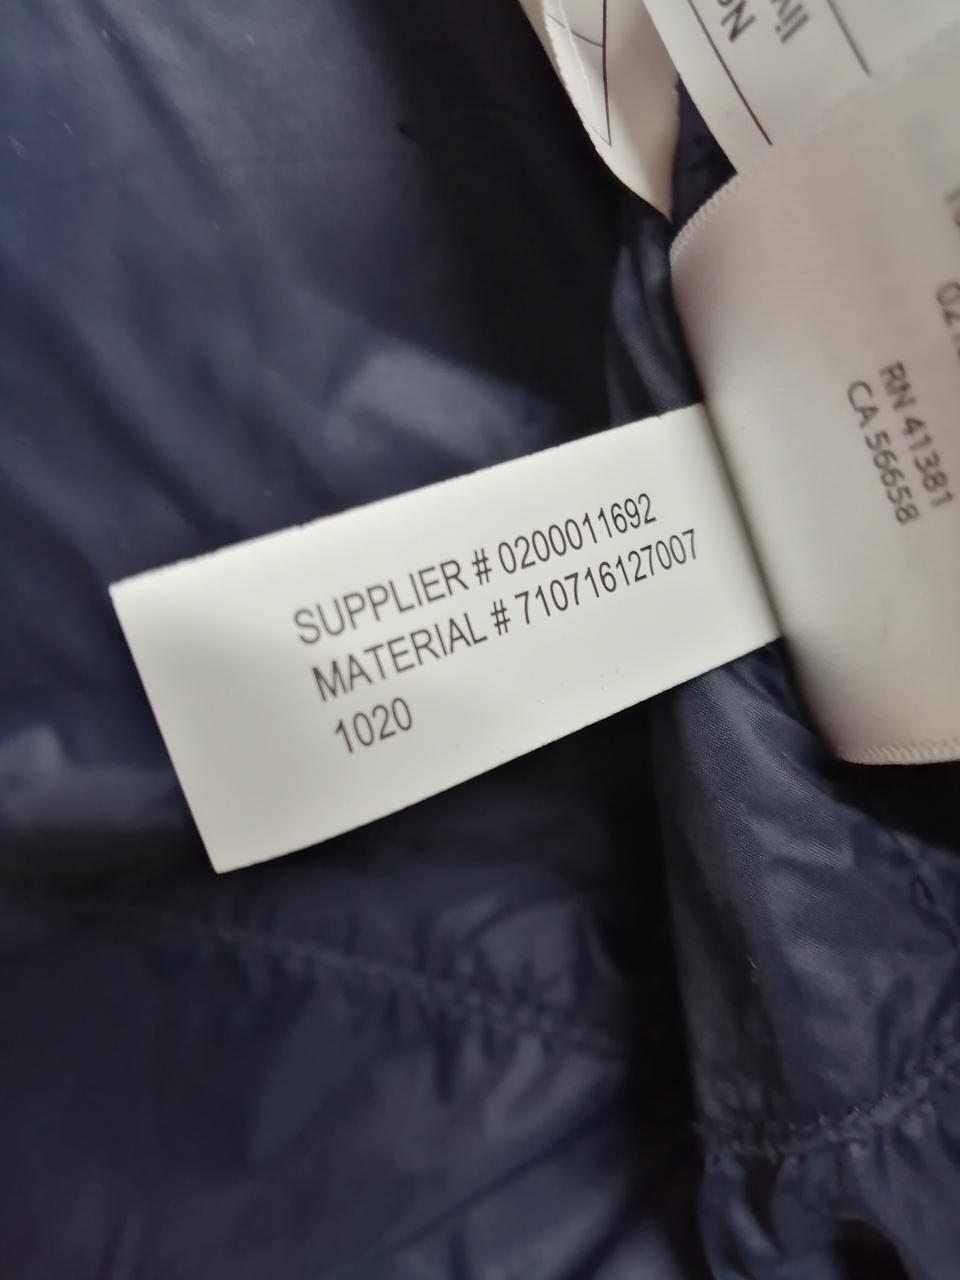 SUPPLIER # 0200011692
MATERIAL # 710716127007
1020
RN 41381
CA 56658